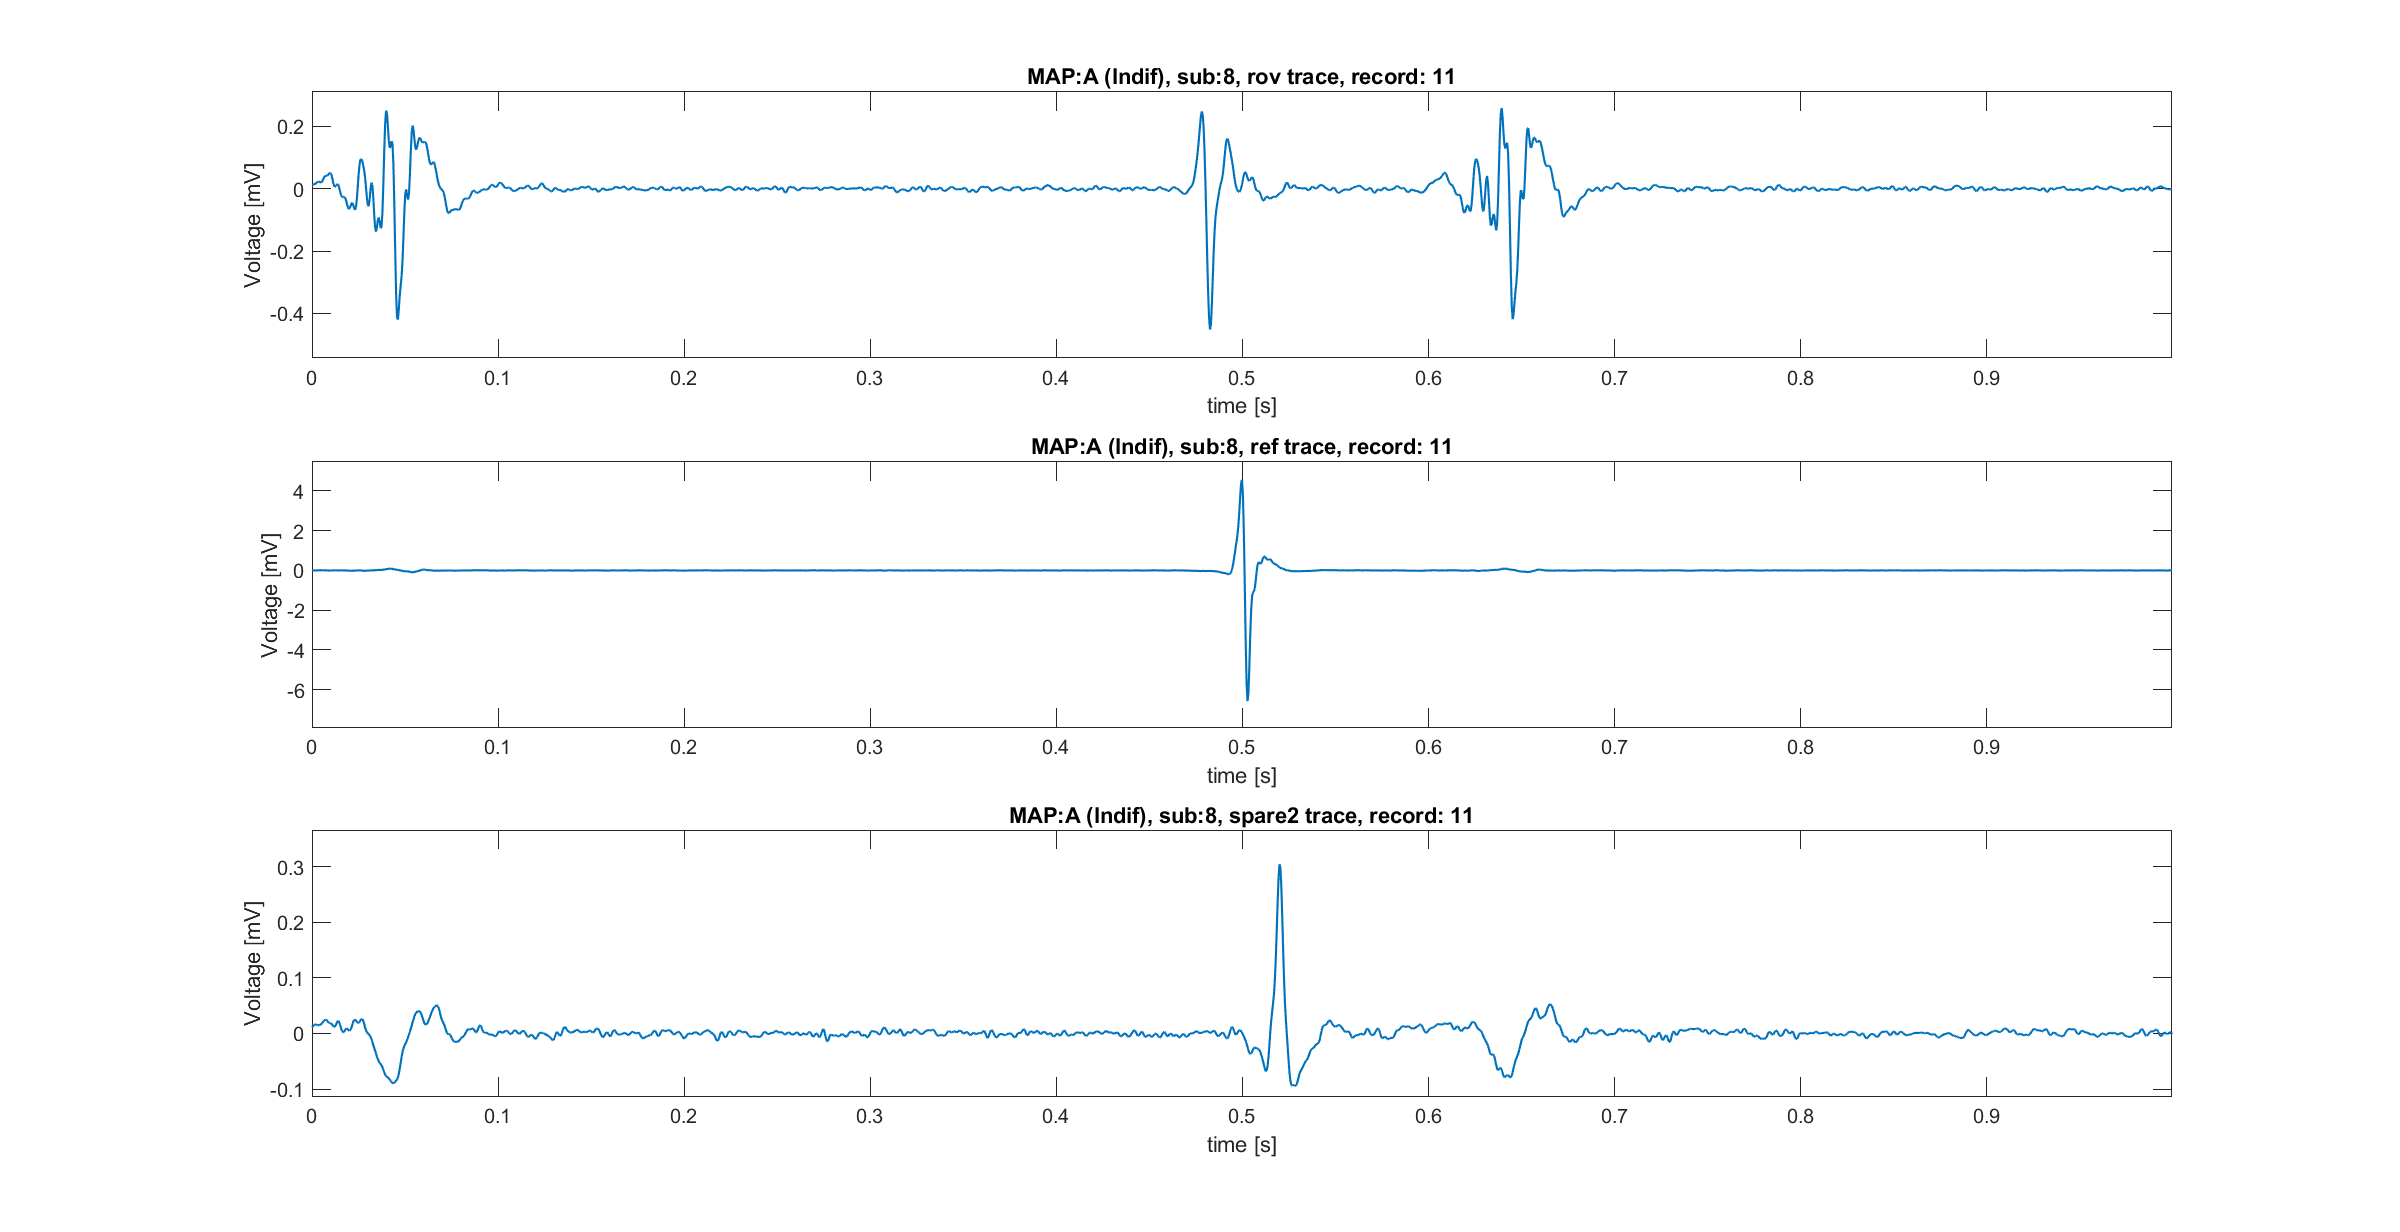 MAP:A (Indif), sub:8, rov trace, record: 11
Voltage [mV]
0.2
0
-0.2
-0.4
0 0.1 0.2 0.3 0.4 0.5 0.6 0.7 0.8 0.9
time [s]
MAP:A (Indif), sub:8, ref trace, record: 11
Voltage [mV]
4
2
0
-2
-4
-6
0 0.1 0.2 0.3 0.4 0.5 0.6 0.7 0.8 0.9
time [s]
MAP:A (Indif), sub:8, spare2 trace, record: 11
Voltage [mV]
0.3
0.2
0.1
0
-0.1
0 0.1 0.2 0.3 0.4 0.5 0.6 0.7 0.8 0.9
time [s]